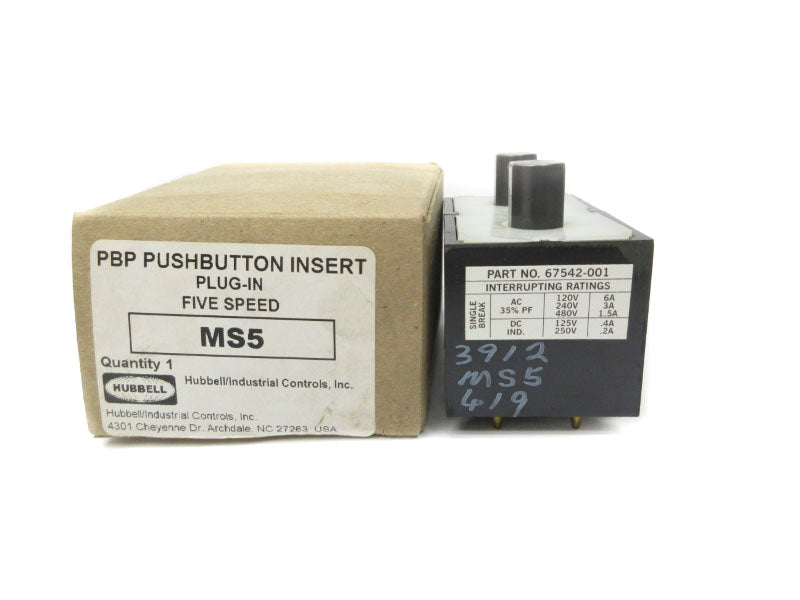 PBP PUSHBUTTON INSERT
PLUG-IN
FIVE SPEED
MS5
Quantity 1
HUBBELL
Hubbell/Industrial Controls, Inc.
Hubbell/Industrial Controls, Inc.
4301 Cheyenne Dr. Archdale, NC 27263 USA
PART NO. 67542-001
INTERRUPTING RATINGS
SINGLE BREAK
AC 35% PF
120V 6A
240V 3A
480V 1.5A
DC IND.
125V .4A
250V .2A
3912
MS5
419